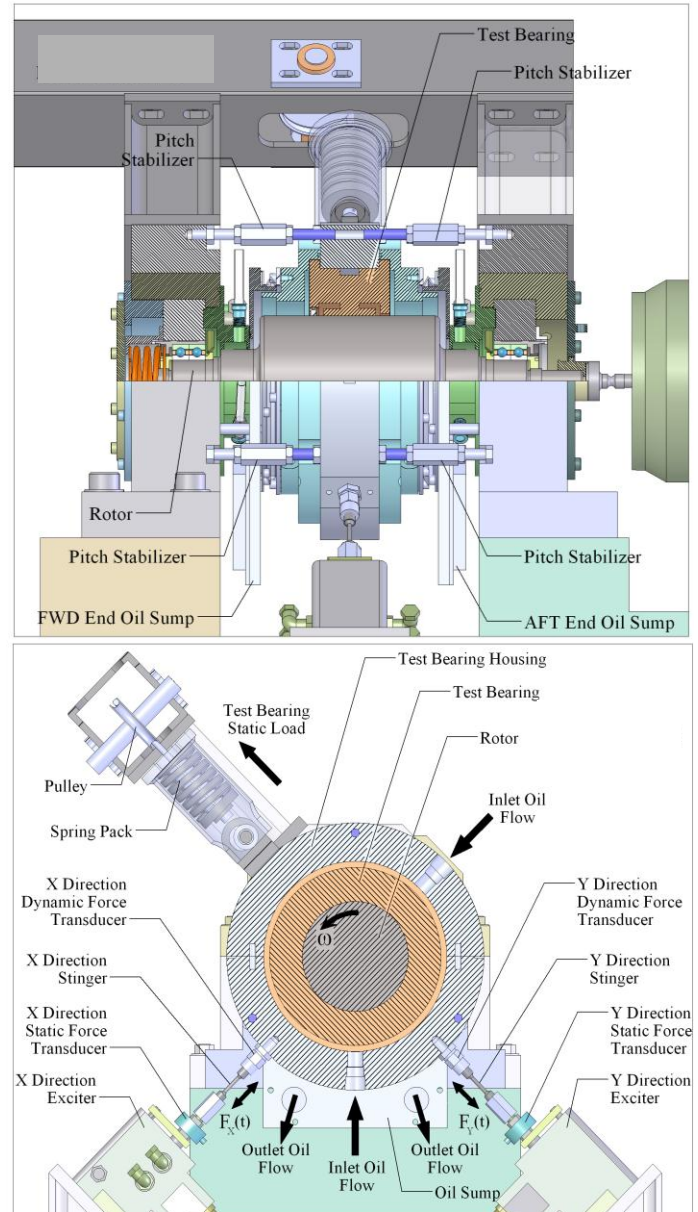 Test Bearing
Pitch Stabilizer
Pitch
Stabilizer
Rotor
Pitch Stabilizer
Pitch Stabilizer
FWD End Oil Sump
AFT End Oil Sump
Test Bearing Housing
Test Bearing
Static Load
Test Bearing
Rotor
Pulley
Inlet Oil
Flow
Spring Pack
X Direction
Dynamic Force
Transducer
Y Direction
Dynamic Force
Transducer
ω
X Direction
Stinger
Y Direction
Stinger
X Direction
Static Force
Transducer
Y Direction
Static Force
Transducer
X Direction
Exciter
Y Direction
Exciter
Fₓ(t)
F_Y(t)
Outlet Oil
Flow
Inlet Oil
Flow
Outlet Oil
Flow
Oil Sump